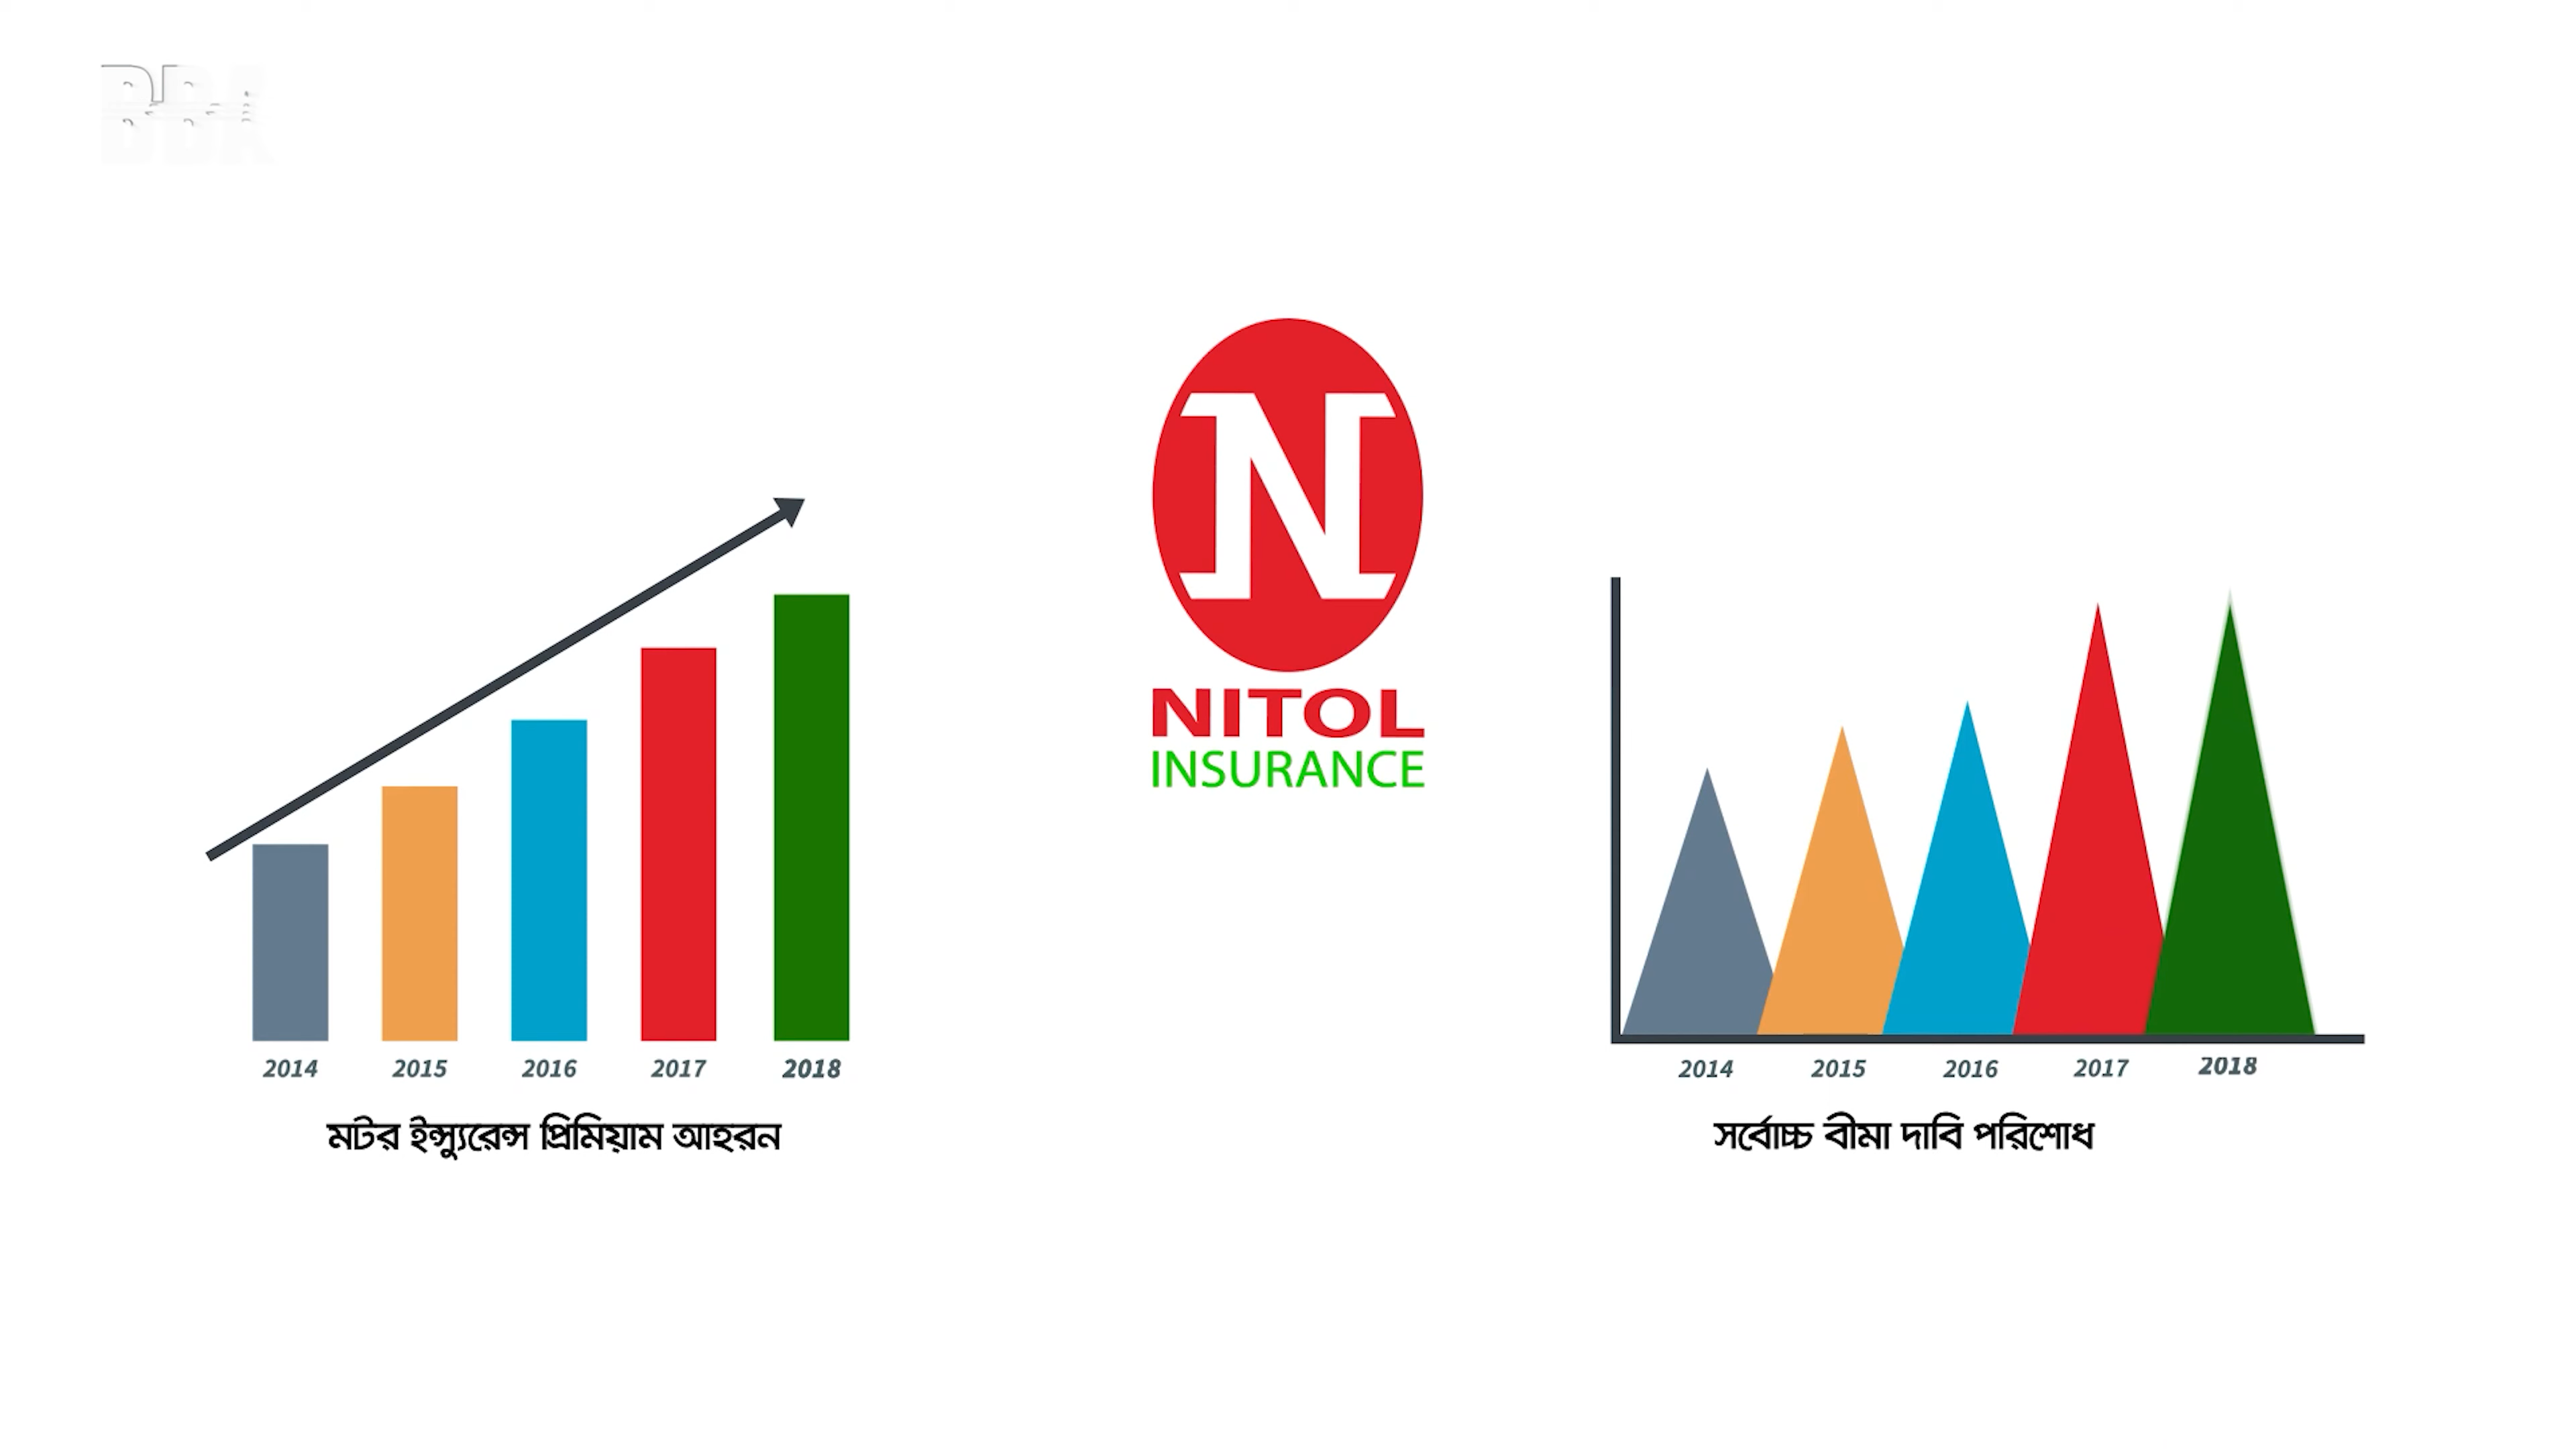 NITOL
INSURANCE
2014 2015 2016 2017 2018
মটর ইন্স্যুরেন্স প্রিমিয়াম আহরন
2014 2015 2016 2017 2018
সর্বোচ্চ বীমা দাবি পরিশোধ